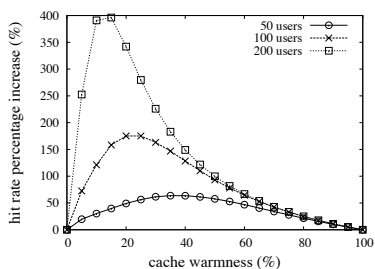 400
350
300
250
200
150
100
50
0
0 20 40 60 80 100
hit rate percentage increase (%)
cache warmness (%)
50 users
100 users
200 users